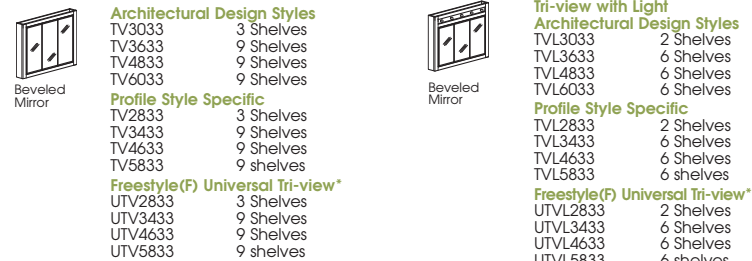 Architectural Design Styles
TV3033 3 Shelves
TV3633 9 Shelves
TV4833 9 Shelves
TV6033 9 Shelves
Beveled
Mirror
Profile Style Specific
TV2833 3 Shelves
TV3433 9 Shelves
TV4633 9 Shelves
TV5833 9 shelves
Freestyle(F) Universal Tri-view*
UTV2833 3 Shelves
UTV3433 9 Shelves
UTV4633 9 Shelves
UTV5833 9 shelves
Tri-view with Light
Architectural Design Styles
TVL3033 2 Shelves
TVL3633 6 Shelves
TVL4833 6 Shelves
TVL6033 6 Shelves
Beveled
Mirror
Profile Style Specific
TVL2833 2 Shelves
TVL3433 6 Shelves
TVL4633 6 Shelves
TVL5833 6 shelves
Freestyle(F) Universal Tri-view*
UTVL2833 2 Shelves
UTVL3433 6 Shelves
UTVL4633 6 Shelves
UTVL5833 6 shelves